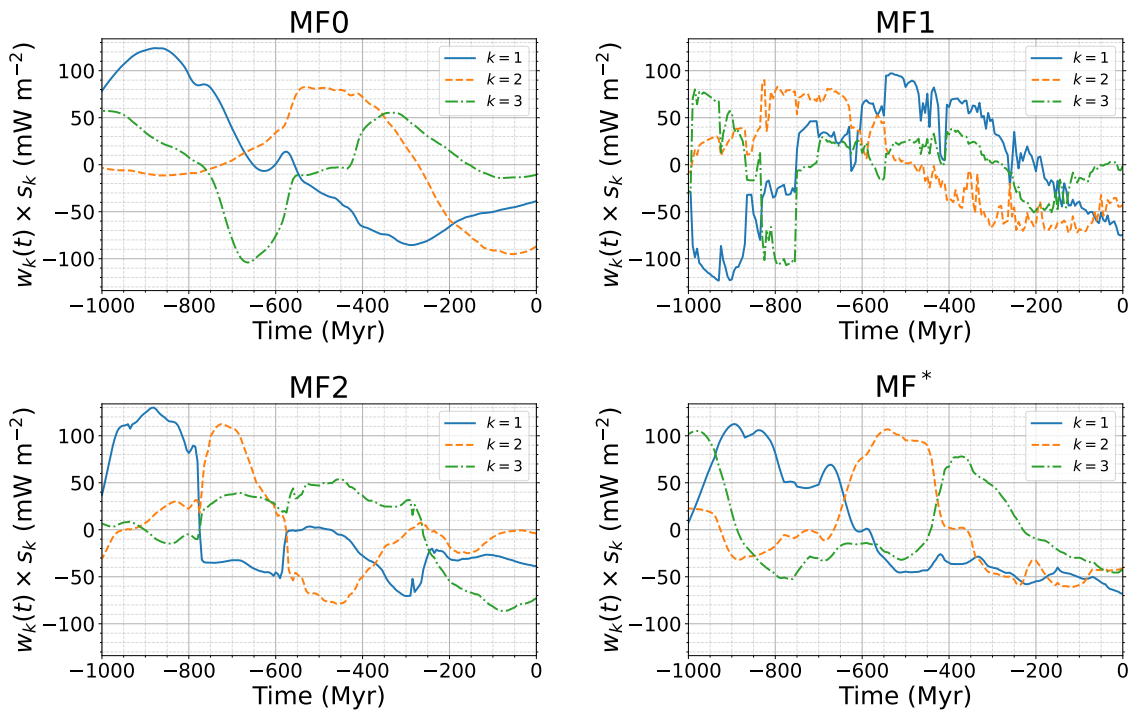 MF0
100
50
0
−50
−100
w_k(t) × s_k (mW m⁻²)
k = 1
k = 2
k = 3
−1000 −800 −600 −400 −200 0
Time (Myr)
MF1
100
50
0
−50
−100
w_k(t) × s_k (mW m⁻²)
k = 1
k = 2
k = 3
−1000 −800 −600 −400 −200 0
Time (Myr)
MF2
100
50
0
−50
−100
w_k(t) × s_k (mW m⁻²)
k = 1
k = 2
k = 3
−1000 −800 −600 −400 −200 0
Time (Myr)
MF*
100
50
0
−50
−100
w_k(t) × s_k (mW m⁻²)
k = 1
k = 2
k = 3
−1000 −800 −600 −400 −200 0
Time (Myr)